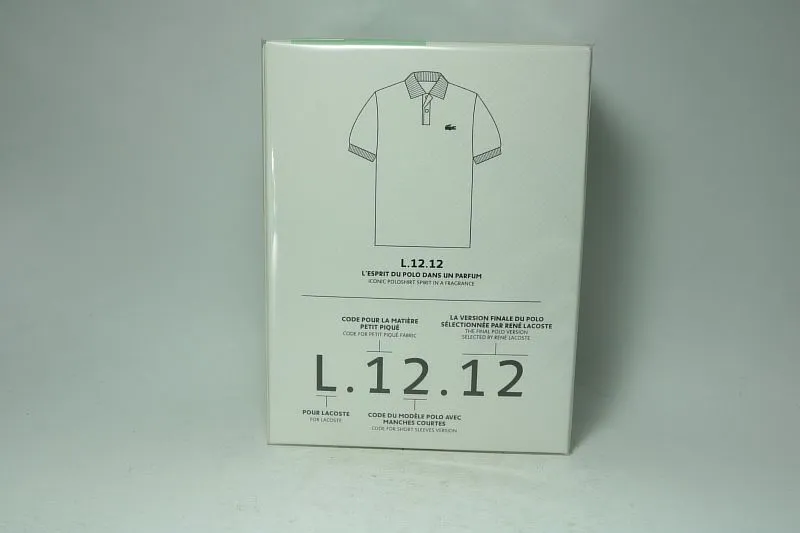 L.12.12
L'ESPRIT DU POLO DANS UN PARFUM
ICONIC POLOSHIRT SPIRIT IN A FRAGRANCE
CODE POUR LA MATIÈRE
PETIT PIQUÉ
CODE FOR PETIT PIQUÉ FABRIC
LA VERSION FINALE DU POLO
SÉLECTIONNÉE PAR RENÉ LACOSTE
THE FINAL POLO VERSION
SELECTED BY RENÉ LACOSTE
L.12.12
POUR LACOSTE
FOR LACOSTE
CODE DU MODÈLE POLO AVEC
MANCHES COURTES
CODE FOR SHORT SLEEVES VERSION